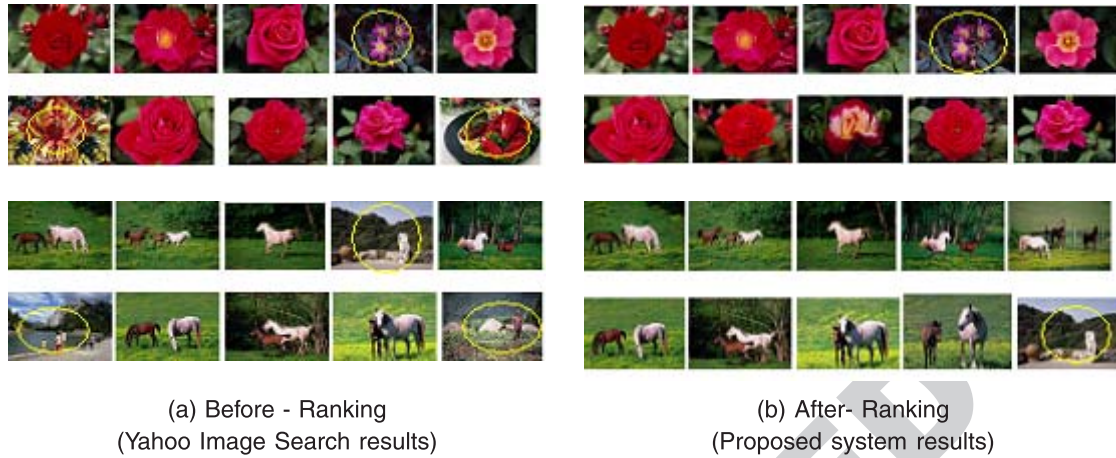 (a) Before - Ranking
(Yahoo Image Search results)
(b) After- Ranking
(Proposed system results)